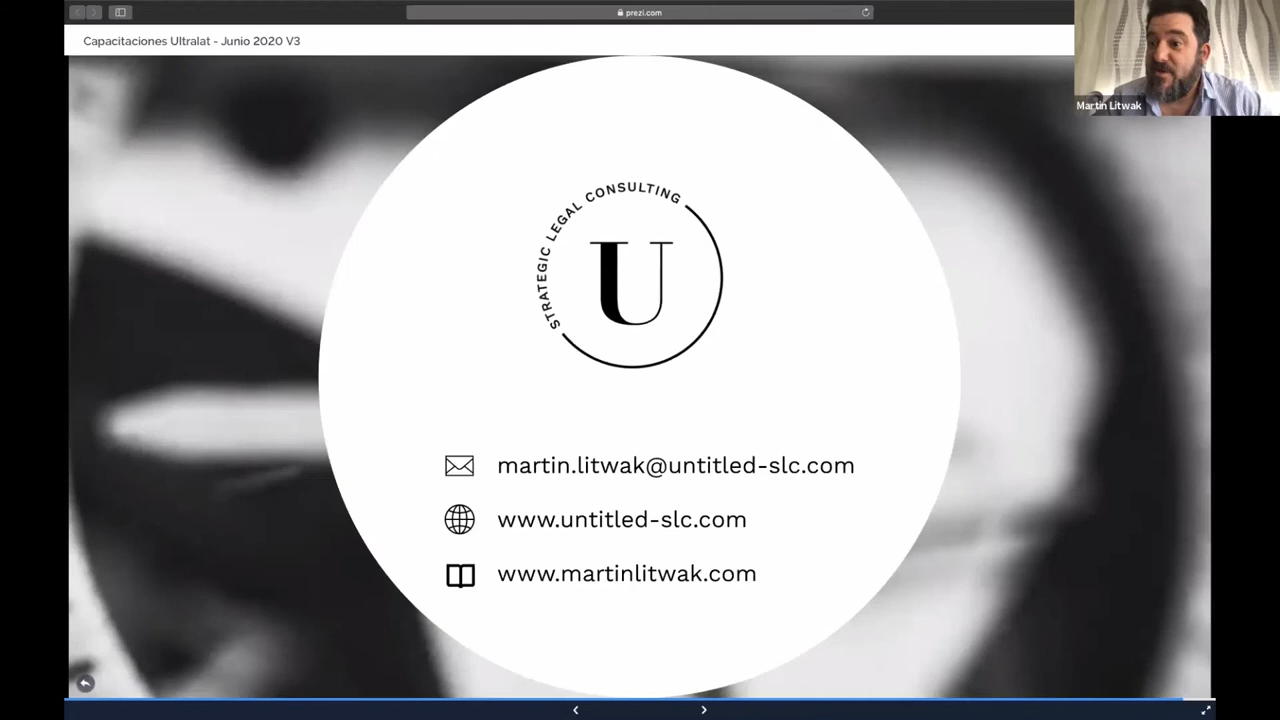 prezi.com
Capacitaciones Ultralat - Junio 2020 V3
Martin Litwak
STRATEGIC LEGAL CONSULTING
U
martin.litwak@untitled-slc.com
www.untitled-slc.com
www.martinlitwak.com